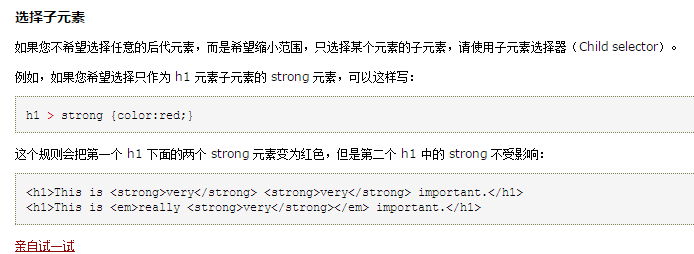 选择子元素
如果您不希望选择任意的后代元素，而是希望缩小范围，只选择某个元素的子元素，请使用子元素选择器（Child selector）。
例如，如果您希望选择只作为 h1 元素子元素的 strong 元素，可以这样写：
h1 > strong {color:red;}
这个规则会把第一个 h1 下面的两个 strong 元素变为红色，但是第二个 h1 中的 strong 不受影响：
<h1>This is <strong>very</strong> <strong>very</strong> important.</h1>
<h1>This is <em>really <strong>very</strong></em> important.</h1>
亲自试一试